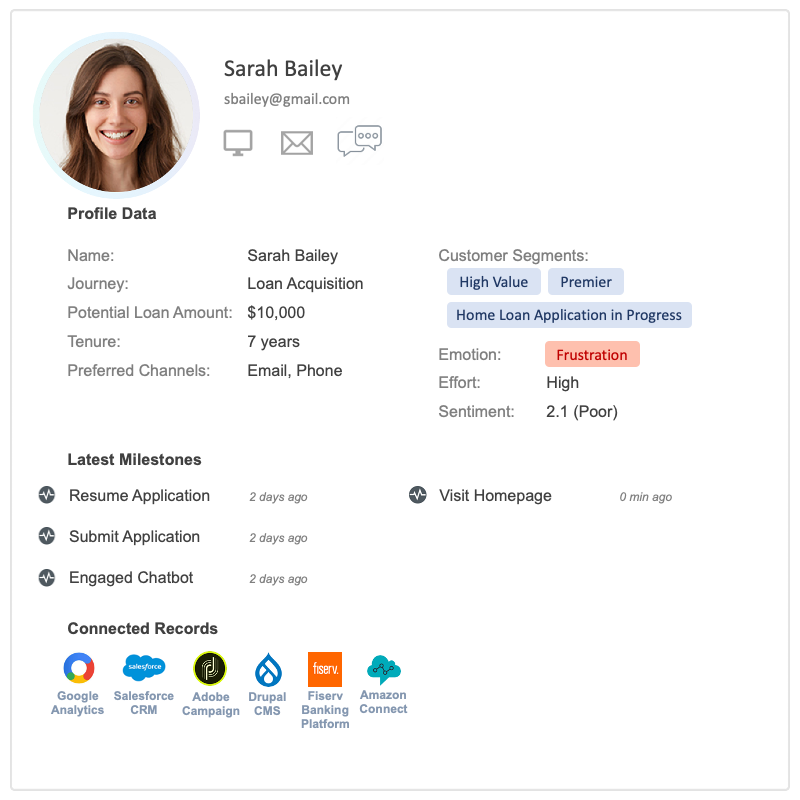 Sarah Bailey
sbailey@gmail.com
Profile Data
Name: Sarah Bailey
Journey: Loan Acquisition
Potential Loan Amount: $10,000
Tenure: 7 years
Preferred Channels: Email, Phone
Customer Segments:
High Value Premier
Home Loan Application in Progress
Emotion: Frustration
Effort: High
Sentiment: 2.1 (Poor)
Latest Milestones
Resume Application 2 days ago
Submit Application 2 days ago
Engaged Chatbot 2 days ago
Visit Homepage 0 min ago
Connected Records
Google
Analytics
salesforce
Salesforce
CRM
Adobe
Campaign
Drupal
CMS
fiserv.
Fiserv
Banking
Platform
Amazon
Connect